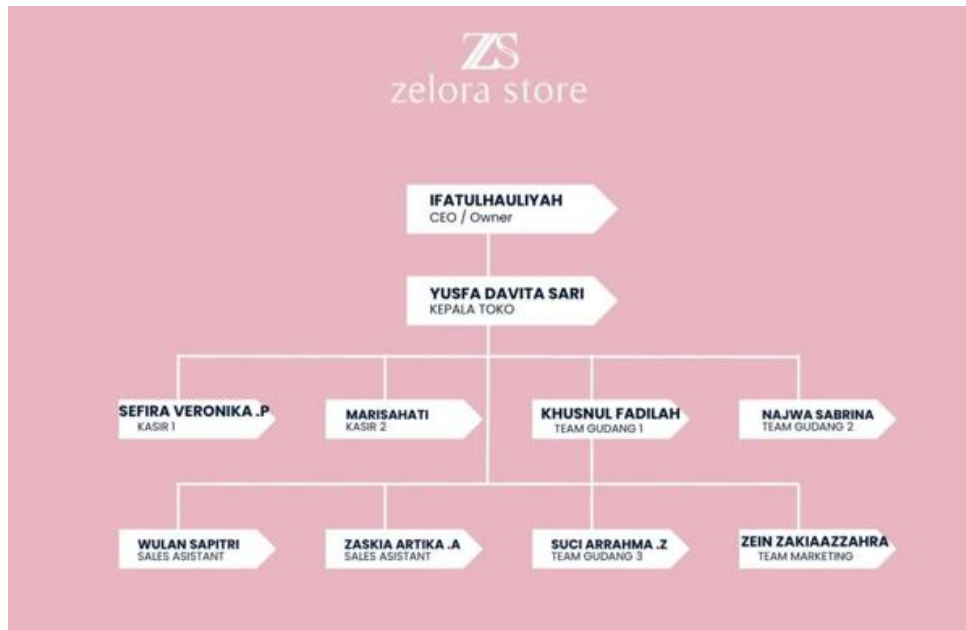 ZS
zelora store
IFATULHAULIYAH
CEO / Owner
YUSFA DAVITA SARI
KEPALA TOKO
SEFIRA VERONIKA .P
KASIR 1
MARISAHATI
KASIR 2
KHUSNUL FADILAH
TEAM GUDANG 1
NAJWA SABRINA
TEAM GUDANG 2
WULAN SAPITRI
SALES ASISTANT
ZASKIA ARTIKA .A
SALES ASISTANT
SUCI ARRAHMA .Z
TEAM GUDANG 3
ZEIN ZAKIAAZZAHRA
TEAM MARKETING